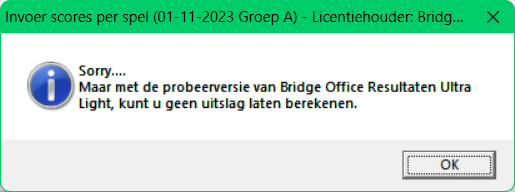 Invoer scores per spel (01-11-2023 Groep A) - Licentiehouder: Bridg...
Sorry....
Maar met de probeerversie van Bridge Office Resultaten Ultra
Light, kunt u geen uitslag laten berekenen.
OK